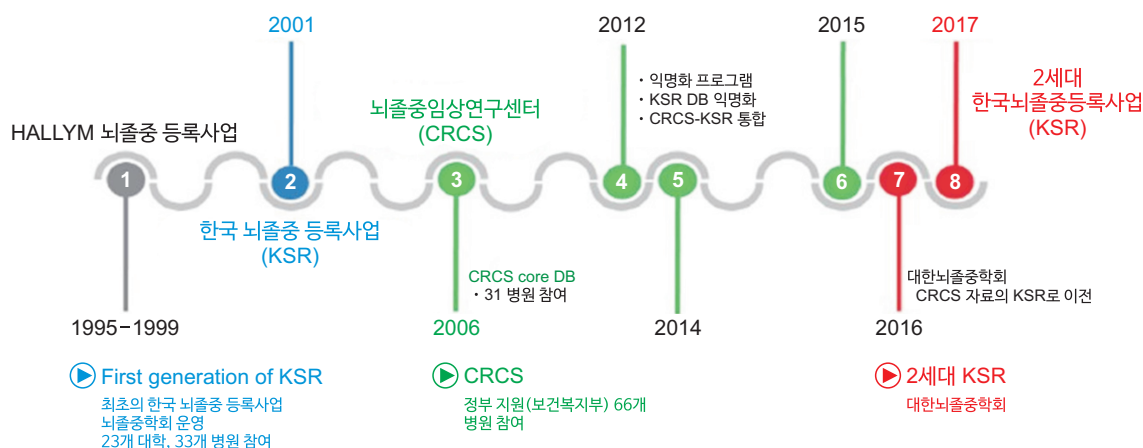 2001
2012
2015
2017
· 익명화 프로그램
· KSR DB 익명화
· CRCS-KSR 통합
2세대
한국뇌졸중등록사업
(KSR)
뇌졸중임상연구센터
(CRCS)
HALLYM 뇌졸중 등록사업
1
2
3
4
5
6
7
8
한국 뇌졸중 등록사업
(KSR)
CRCS core DB
· 31 병원 참여
대한뇌졸중학회
CRCS 자료의 KSR로 이전
1995-1999
2006
2014
2016
First generation of KSR
최초의 한국 뇌졸중 등록사업
뇌졸중학회 운영
23개 대학, 33개 병원 참여
CRCS
정부 지원(보건복지부) 66개
병원 참여
2세대 KSR
대한뇌졸중학회